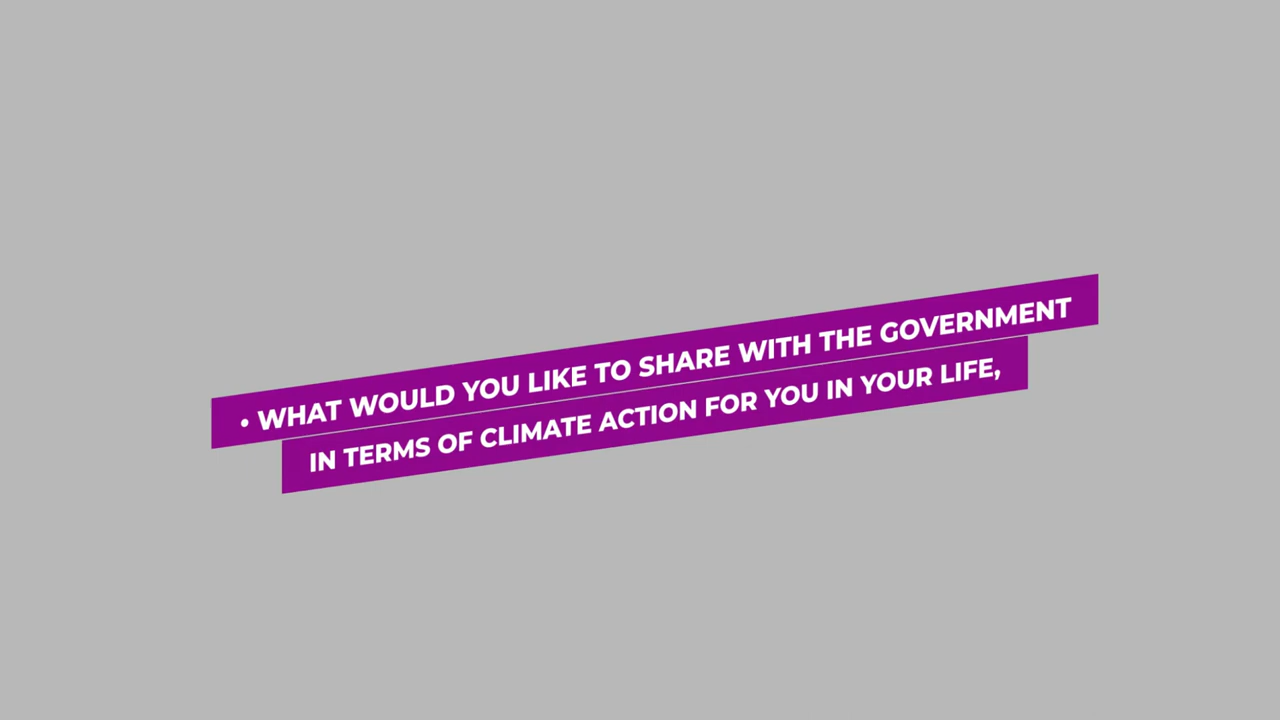 • WHAT WOULD YOU LIKE TO SHARE WITH THE GOVERNMENT
IN TERMS OF CLIMATE ACTION FOR YOU IN YOUR LIFE,